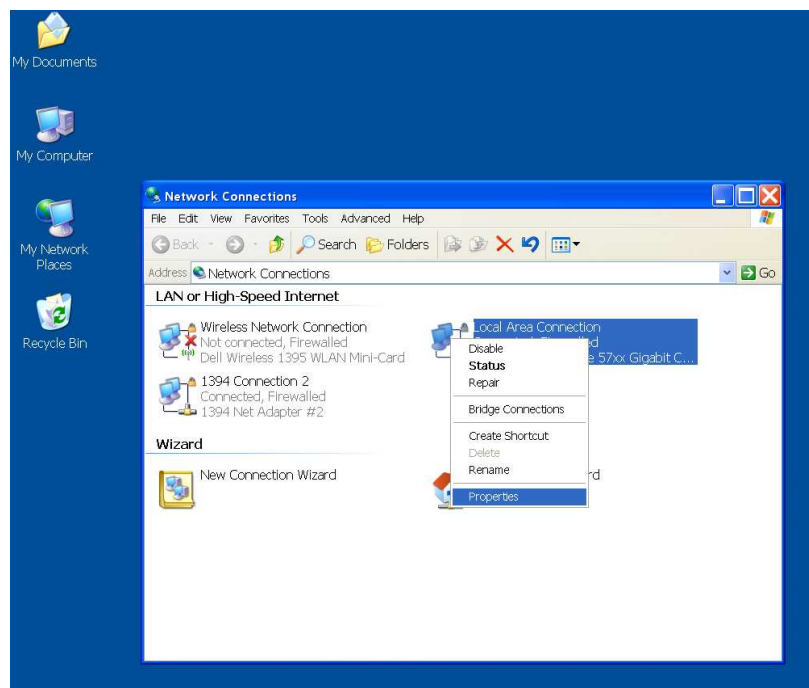 My Documents
My Computer
My Network
Places
Recycle Bin
Network Connections
File Edit View Favorites Tools Advanced Help
Back Search Folders
Address Network Connections Go
LAN or High-Speed Internet
Wireless Network Connection
Not connected, Firewalled
Dell Wireless 1395 WLAN Mini-Card
1394 Connection 2
Connected, Firewalled
1394 Net Adapter #2
Local Area Connection
57xx Gigabit C...
Disable
Status
Repair
Bridge Connections
Create Shortcut
Delete
Rename
Properties
Wizard
New Connection Wizard